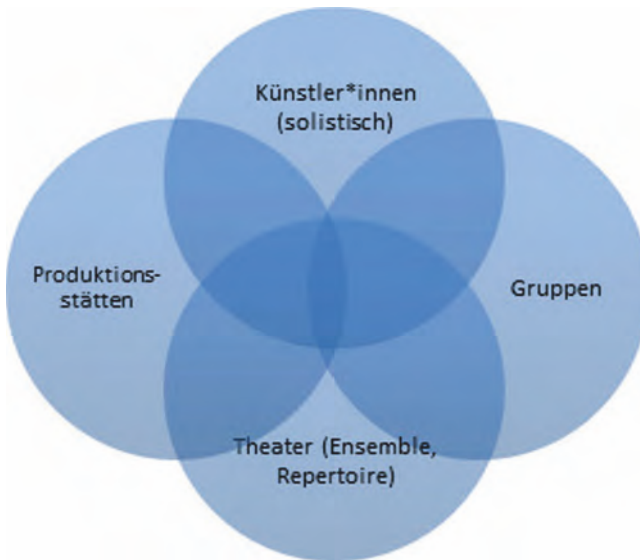 Künstler*innen
(solistisch)
Produktions-
stätten
Gruppen
Theater (Ensemble,
Repertoire)